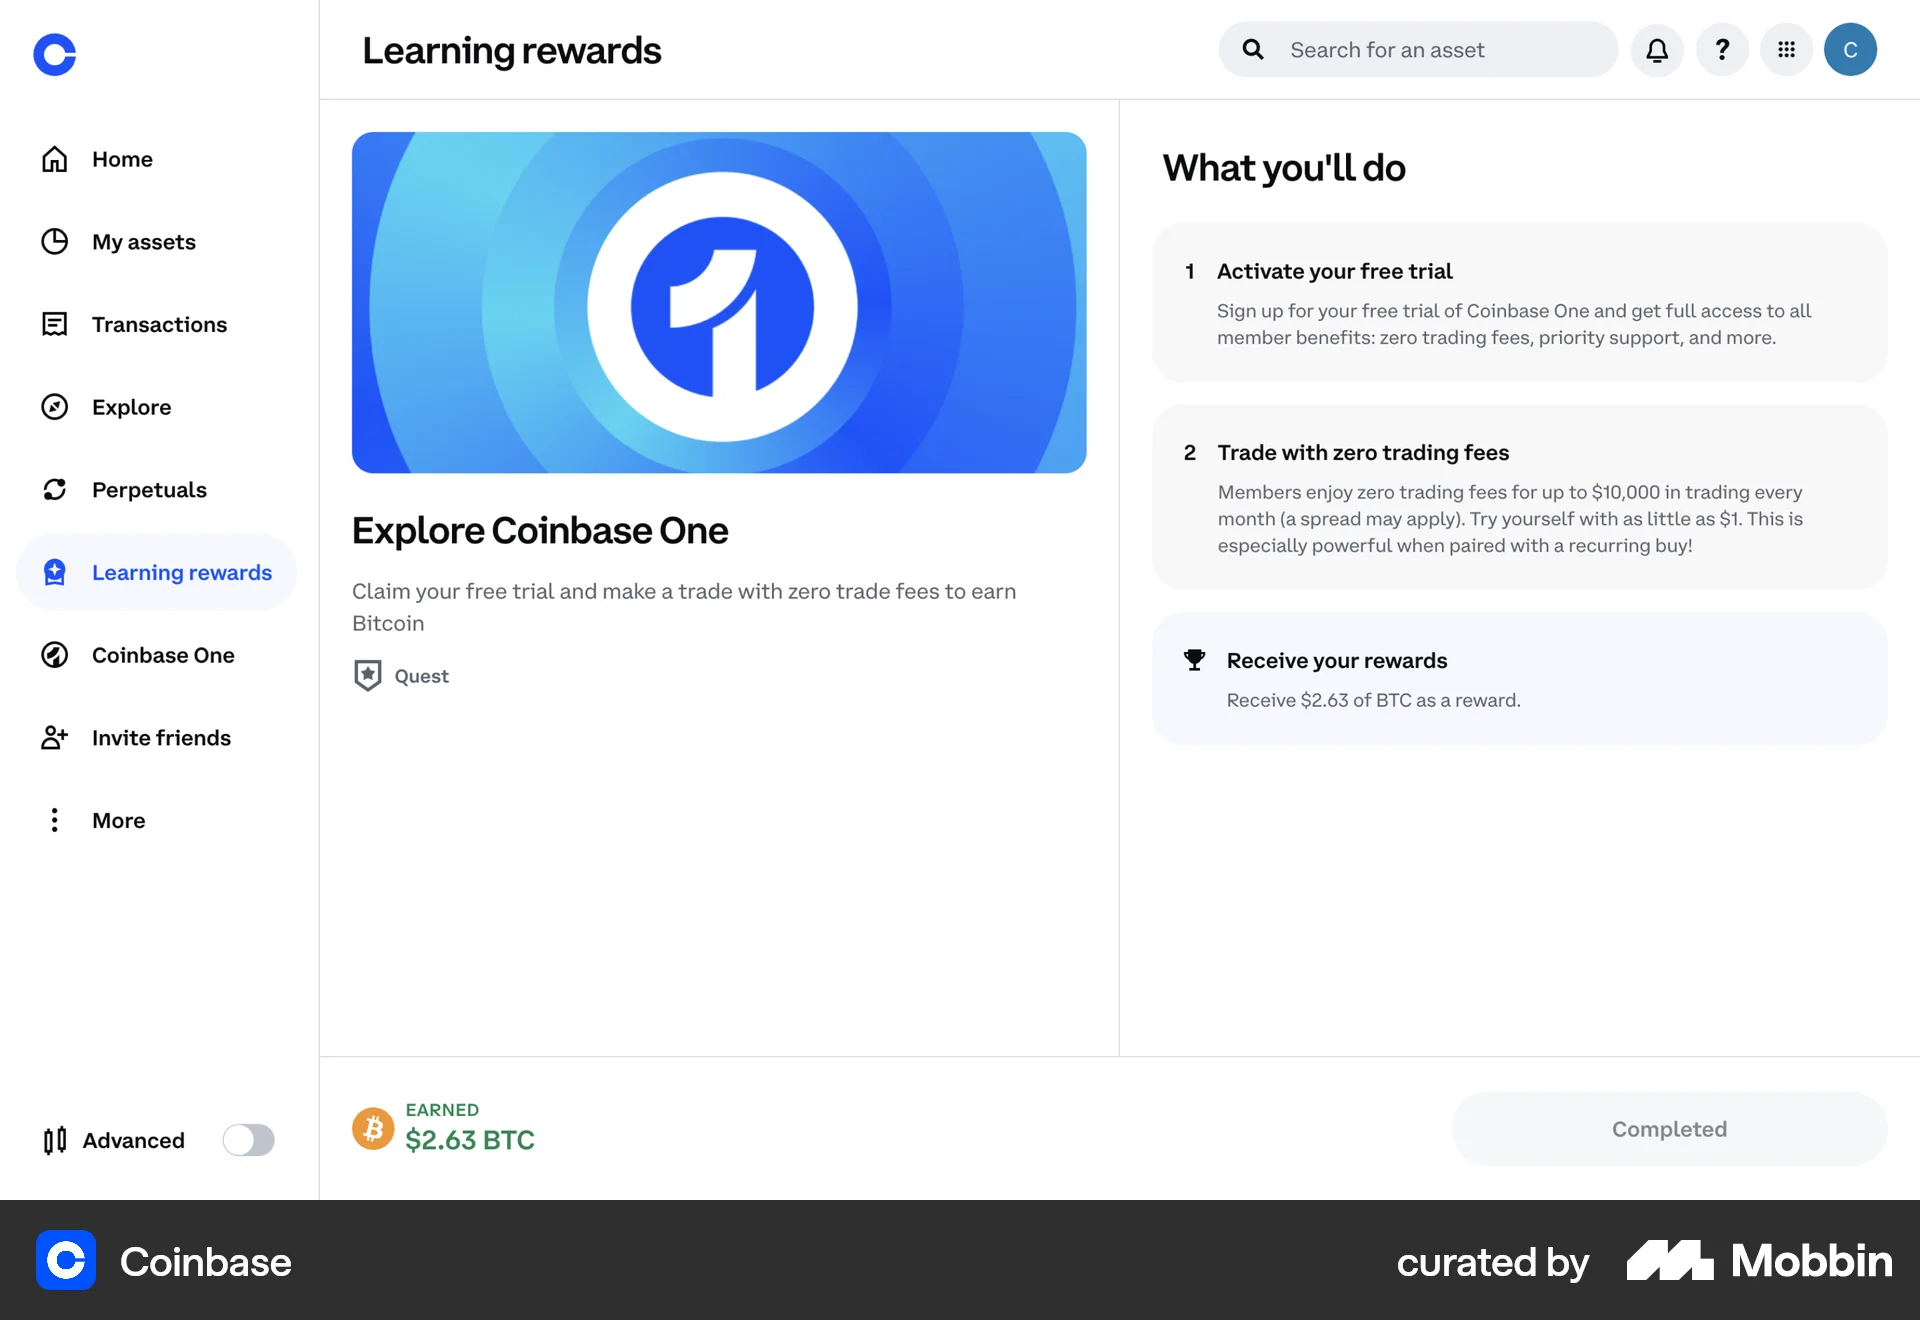 Learning rewards
Search for an asset
C
Home
My assets
Transactions
Explore
Perpetuals
Learning rewards
Coinbase One
Invite friends
More
Advanced
Explore Coinbase One
Claim your free trial and make a trade with zero trade fees to earn
Bitcoin
Quest
What you'll do
1 Activate your free trial
Sign up for your free trial of Coinbase One and get full access to all
member benefits: zero trading fees, priority support, and more.
2 Trade with zero trading fees
Members enjoy zero trading fees for up to $10,000 in trading every
month (a spread may apply). Try yourself with as little as $1. This is
especially powerful when paired with a recurring buy!
Receive your rewards
Receive $2.63 of BTC as a reward.
EARNED
$2.63 BTC
Completed
Coinbase
curated by Mobbin